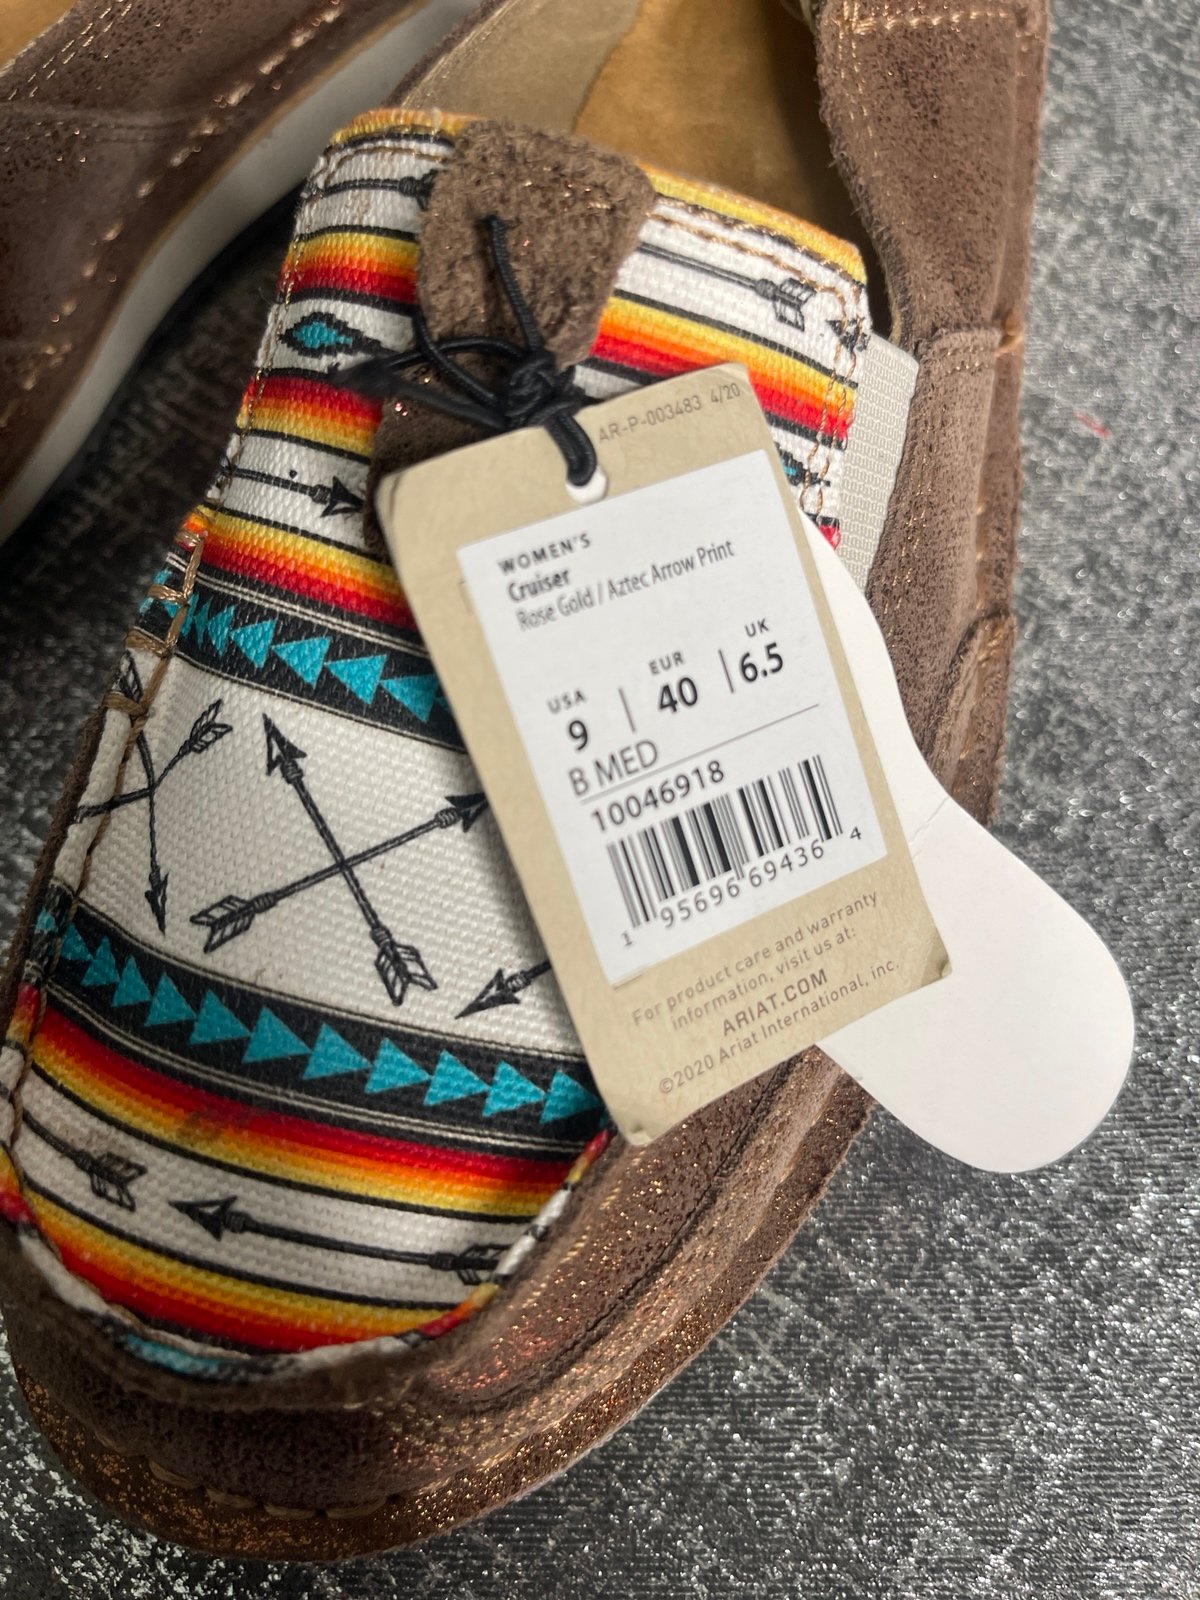 AR-P-003483 4/20
WOMEN'S
Cruiser
Rose Gold / Aztec Arrow Print
USA | EUR | UK
9 | 40 | 6.5
B MED
10046918
1 95696 69436 4
For product care and warranty
information, visit us at:
ARIAT.COM
©2020 Ariat International, inc.